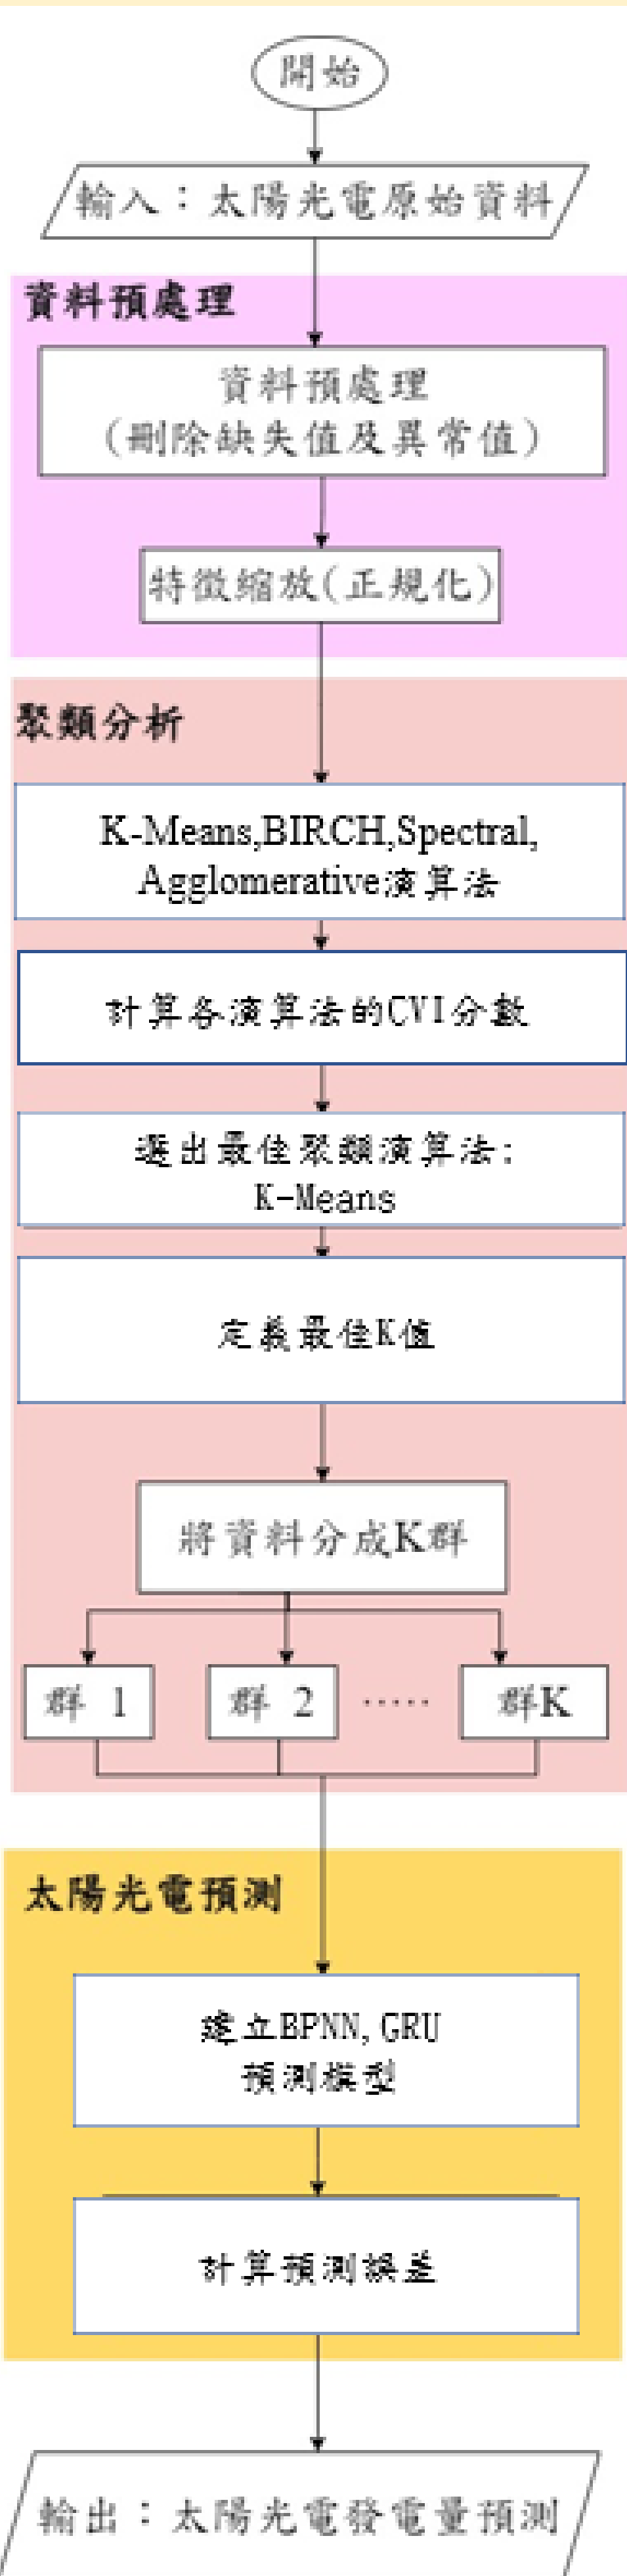 開始
輸入：太陽光電原始資料
資料預處理
資料預處理
(刪除缺失值及異常值)
特徵縮放(正規化)
聚類分析
K-Means,BIRCH,Spectral,
Agglomerative演算法
計算各演算法的CVI分數
選出最佳聚類演算法:
K-Means
定義最佳K值
將資料分成K群
群 1
群 2
·····
群K
太陽光電預測
建立BPNN, GRU
預測模型
計算預測誤差
輸出：太陽光電發電量預測